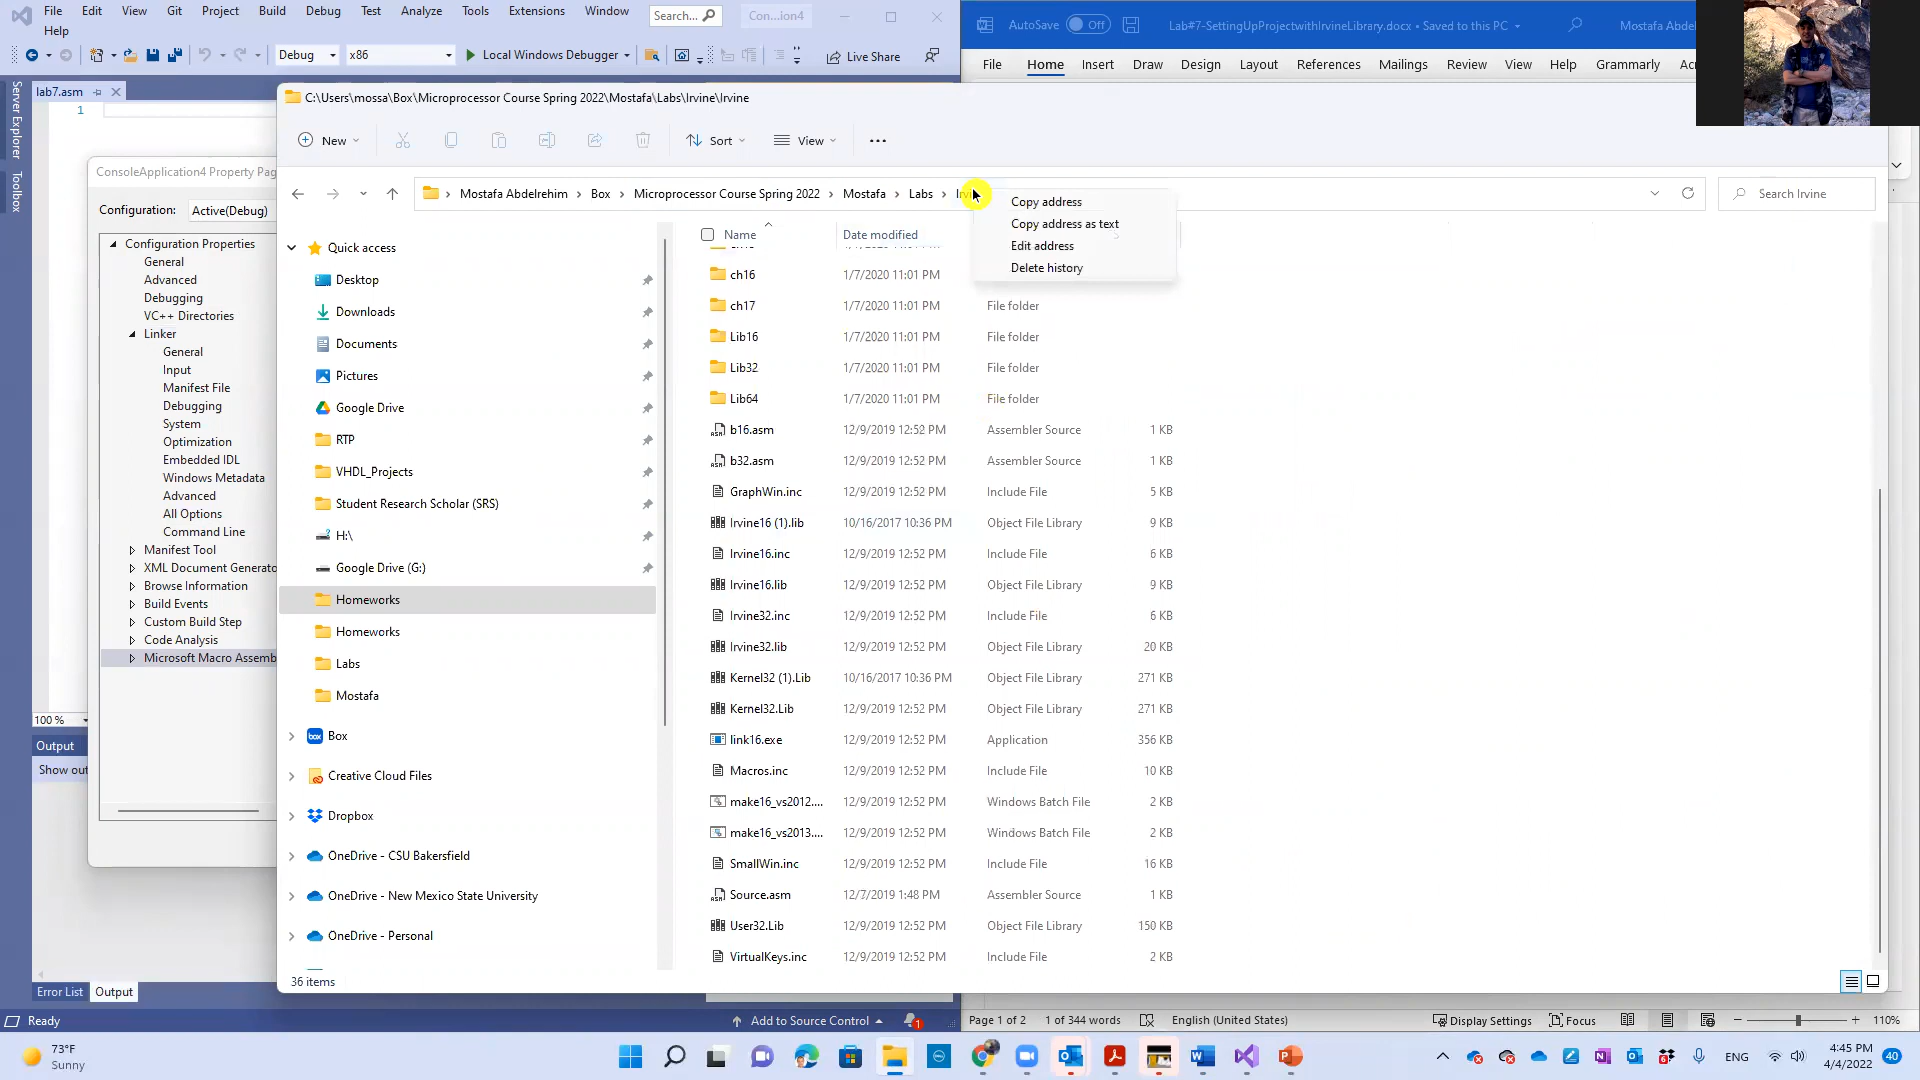 File Edit View Git Project Build Debug Test Analyze Tools Extensions Window
Help
Search...
Con...ion4
Debug x86 Local Windows Debugger Live Share
lab7.asm
1
Server Explorer
Toolbox
AutoSave Off
Lab#7-SettingUpProjectwithIrvineLibrary.docx - Saved to this PC
File Home Insert Draw Design Layout References Mailings Review View Help Grammarly
ConsoleApplication4 Property Pag
Configuration: Active(Debug)
Configuration Properties
General
Advanced
Debugging
VC++ Directories
Linker
General
Input
Manifest File
Debugging
System
Optimization
Embedded IDL
Windows Metadata
Advanced
All Options
Command Line
Manifest Tool
XML Document Generato
Browse Information
Build Events
Custom Build Step
Code Analysis
Microsoft Macro Assemb
100 %
Output
Show out
Error List Output
Ready
Add to Source Control
1
C:\Users\mossa\Box\Microprocessor Course Spring 2022\Mostafa\Labs\Irvine\Irvine
New Sort View
Mostafa Abdelrehim > Box > Microprocessor Course Spring 2022 > Mostafa > Labs >
Search Irvine
Copy address
Copy address as text
Edit address
Delete history
Quick access
Desktop
Downloads
Documents
Pictures
Google Drive
RTP
VHDL_Projects
Student Research Scholar (SRS)
H:\
Google Drive (G:)
Homeworks
Homeworks
Labs
Mostafa
Box
Creative Cloud Files
Dropbox
OneDrive - CSU Bakersfield
OneDrive - New Mexico State University
OneDrive - Personal
36 items
Name Date modified
ch16 1/7/2020 11:01 PM
ch17 1/7/2020 11:01 PM File folder
Lib16 1/7/2020 11:01 PM File folder
Lib32 1/7/2020 11:01 PM File folder
Lib64 1/7/2020 11:01 PM File folder
b16.asm 12/9/2019 12:52 PM Assembler Source 1 KB
b32.asm 12/9/2019 12:52 PM Assembler Source 1 KB
GraphWin.inc 12/9/2019 12:52 PM Include File 5 KB
Irvine16 (1).lib 10/16/2017 10:36 PM Object File Library 9 KB
Irvine16.inc 12/9/2019 12:52 PM Include File 6 KB
Irvine16.lib 12/9/2019 12:52 PM Object File Library 9 KB
Irvine32.inc 12/9/2019 12:52 PM Include File 6 KB
Irvine32.lib 12/9/2019 12:52 PM Object File Library 20 KB
Kernel32 (1).Lib 10/16/2017 10:36 PM Object File Library 271 KB
Kernel32.Lib 12/9/2019 12:52 PM Object File Library 271 KB
link16.exe 12/9/2019 12:52 PM Application 356 KB
Macros.inc 12/9/2019 12:52 PM Include File 10 KB
make16_vs2012.... 12/9/2019 12:52 PM Windows Batch File 2 KB
make16_vs2013.... 12/9/2019 12:52 PM Windows Batch File 2 KB
SmallWin.inc 12/9/2019 12:52 PM Include File 16 KB
Source.asm 12/7/2019 1:48 PM Assembler Source 1 KB
User32.Lib 12/9/2019 12:52 PM Object File Library 150 KB
VirtualKeys.inc 12/9/2019 12:52 PM Include File 2 KB
Page 1 of 2 1 of 344 words English (United States) Display Settings Focus 110%
73°F
Sunny
ENG
4:45 PM
4/4/2022
40